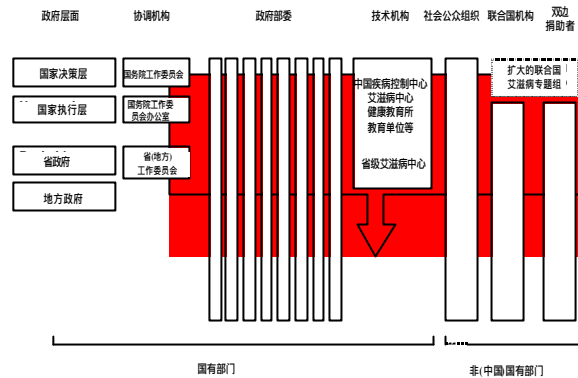 政府层面
协调机构
政府部委
技术机构
社会公众组织
联合国机构
双边
捐助者
国家决策层
国务院工作委员会
中国疾病控制中心
艾滋病中心
健康教育所
教育单位等
省级艾滋病中心
扩大的联合国
艾滋病专题组
国家执行层
国务院工作委
员会办公室
省政府
省(地方)
工作委员会
地方政府
国有部门
非(中国)国有部门